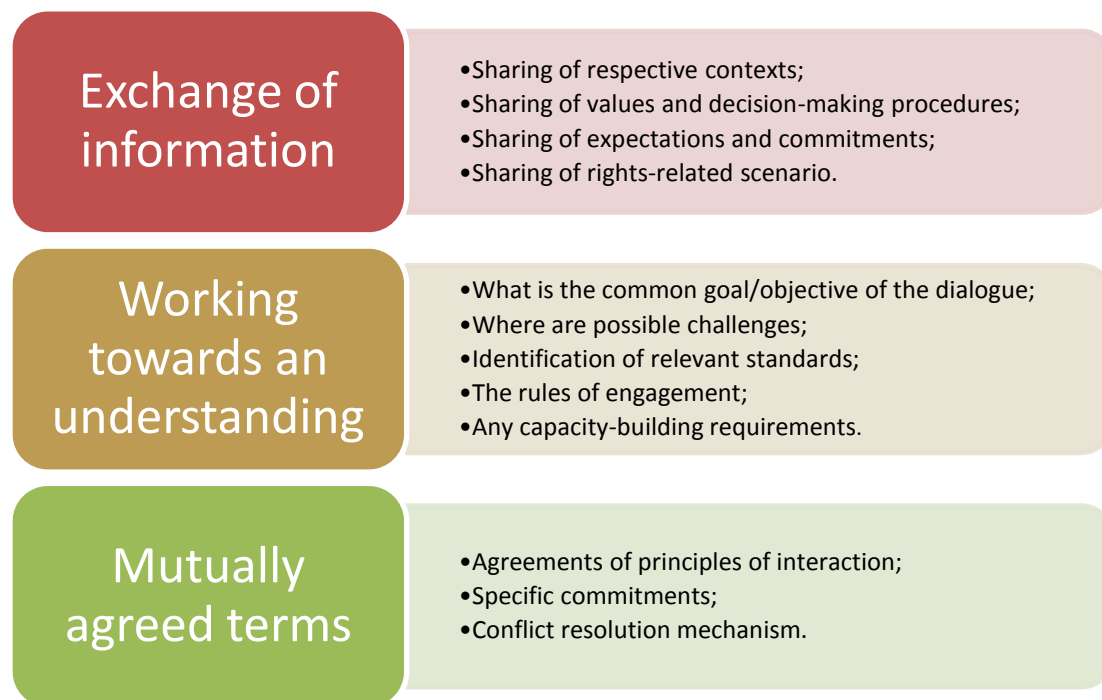 Exchange of
information
•Sharing of respective contexts;
•Sharing of values and decision-making procedures;
•Sharing of expectations and commitments;
•Sharing of rights-related scenario.
Working
towards an
understanding
•What is the common goal/objective of the dialogue;
•Where are possible challenges;
•Identification of relevant standards;
•The rules of engagement;
•Any capacity-building requirements.
Mutually
agreed terms
•Agreements of principles of interaction;
•Specific commitments;
•Conflict resolution mechanism.